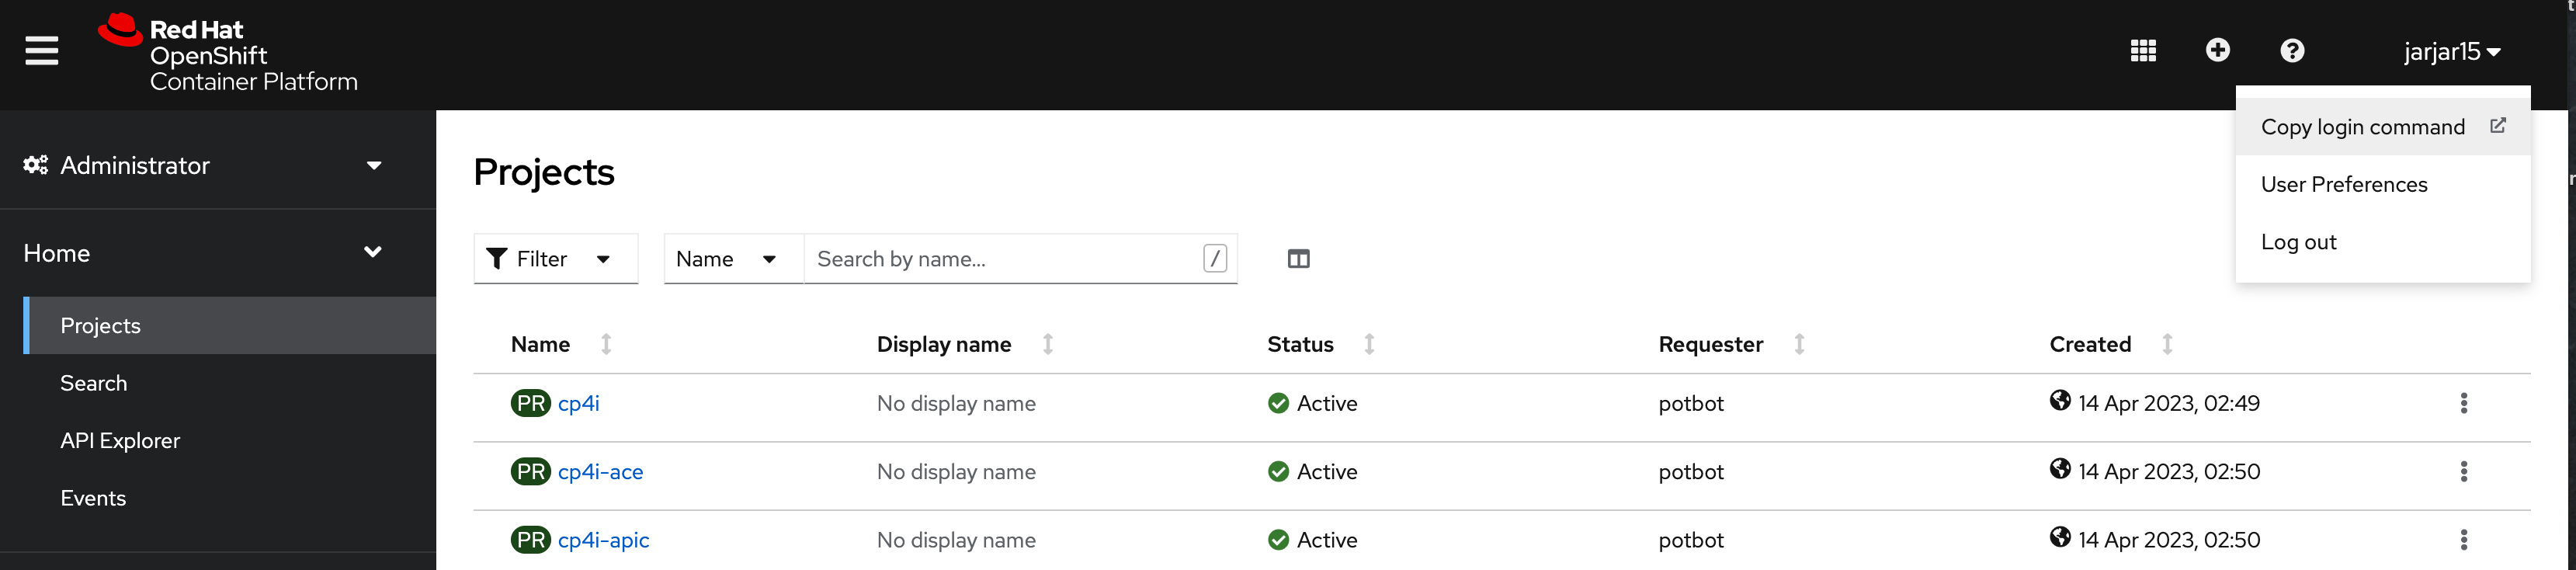 Red Hat
OpenShift
Container Platform
jarjar15
Copy login command
User Preferences
Log out
Administrator
Home
Projects
Search
API Explorer
Events
Projects
Filter
Name
Search by name...
/
Name Display name Status Requester Created
PR cp4i No display name Active potbot 14 Apr 2023, 02:49
PR cp4i-ace No display name Active potbot 14 Apr 2023, 02:50
PR cp4i-apic No display name Active potbot 14 Apr 2023, 02:50